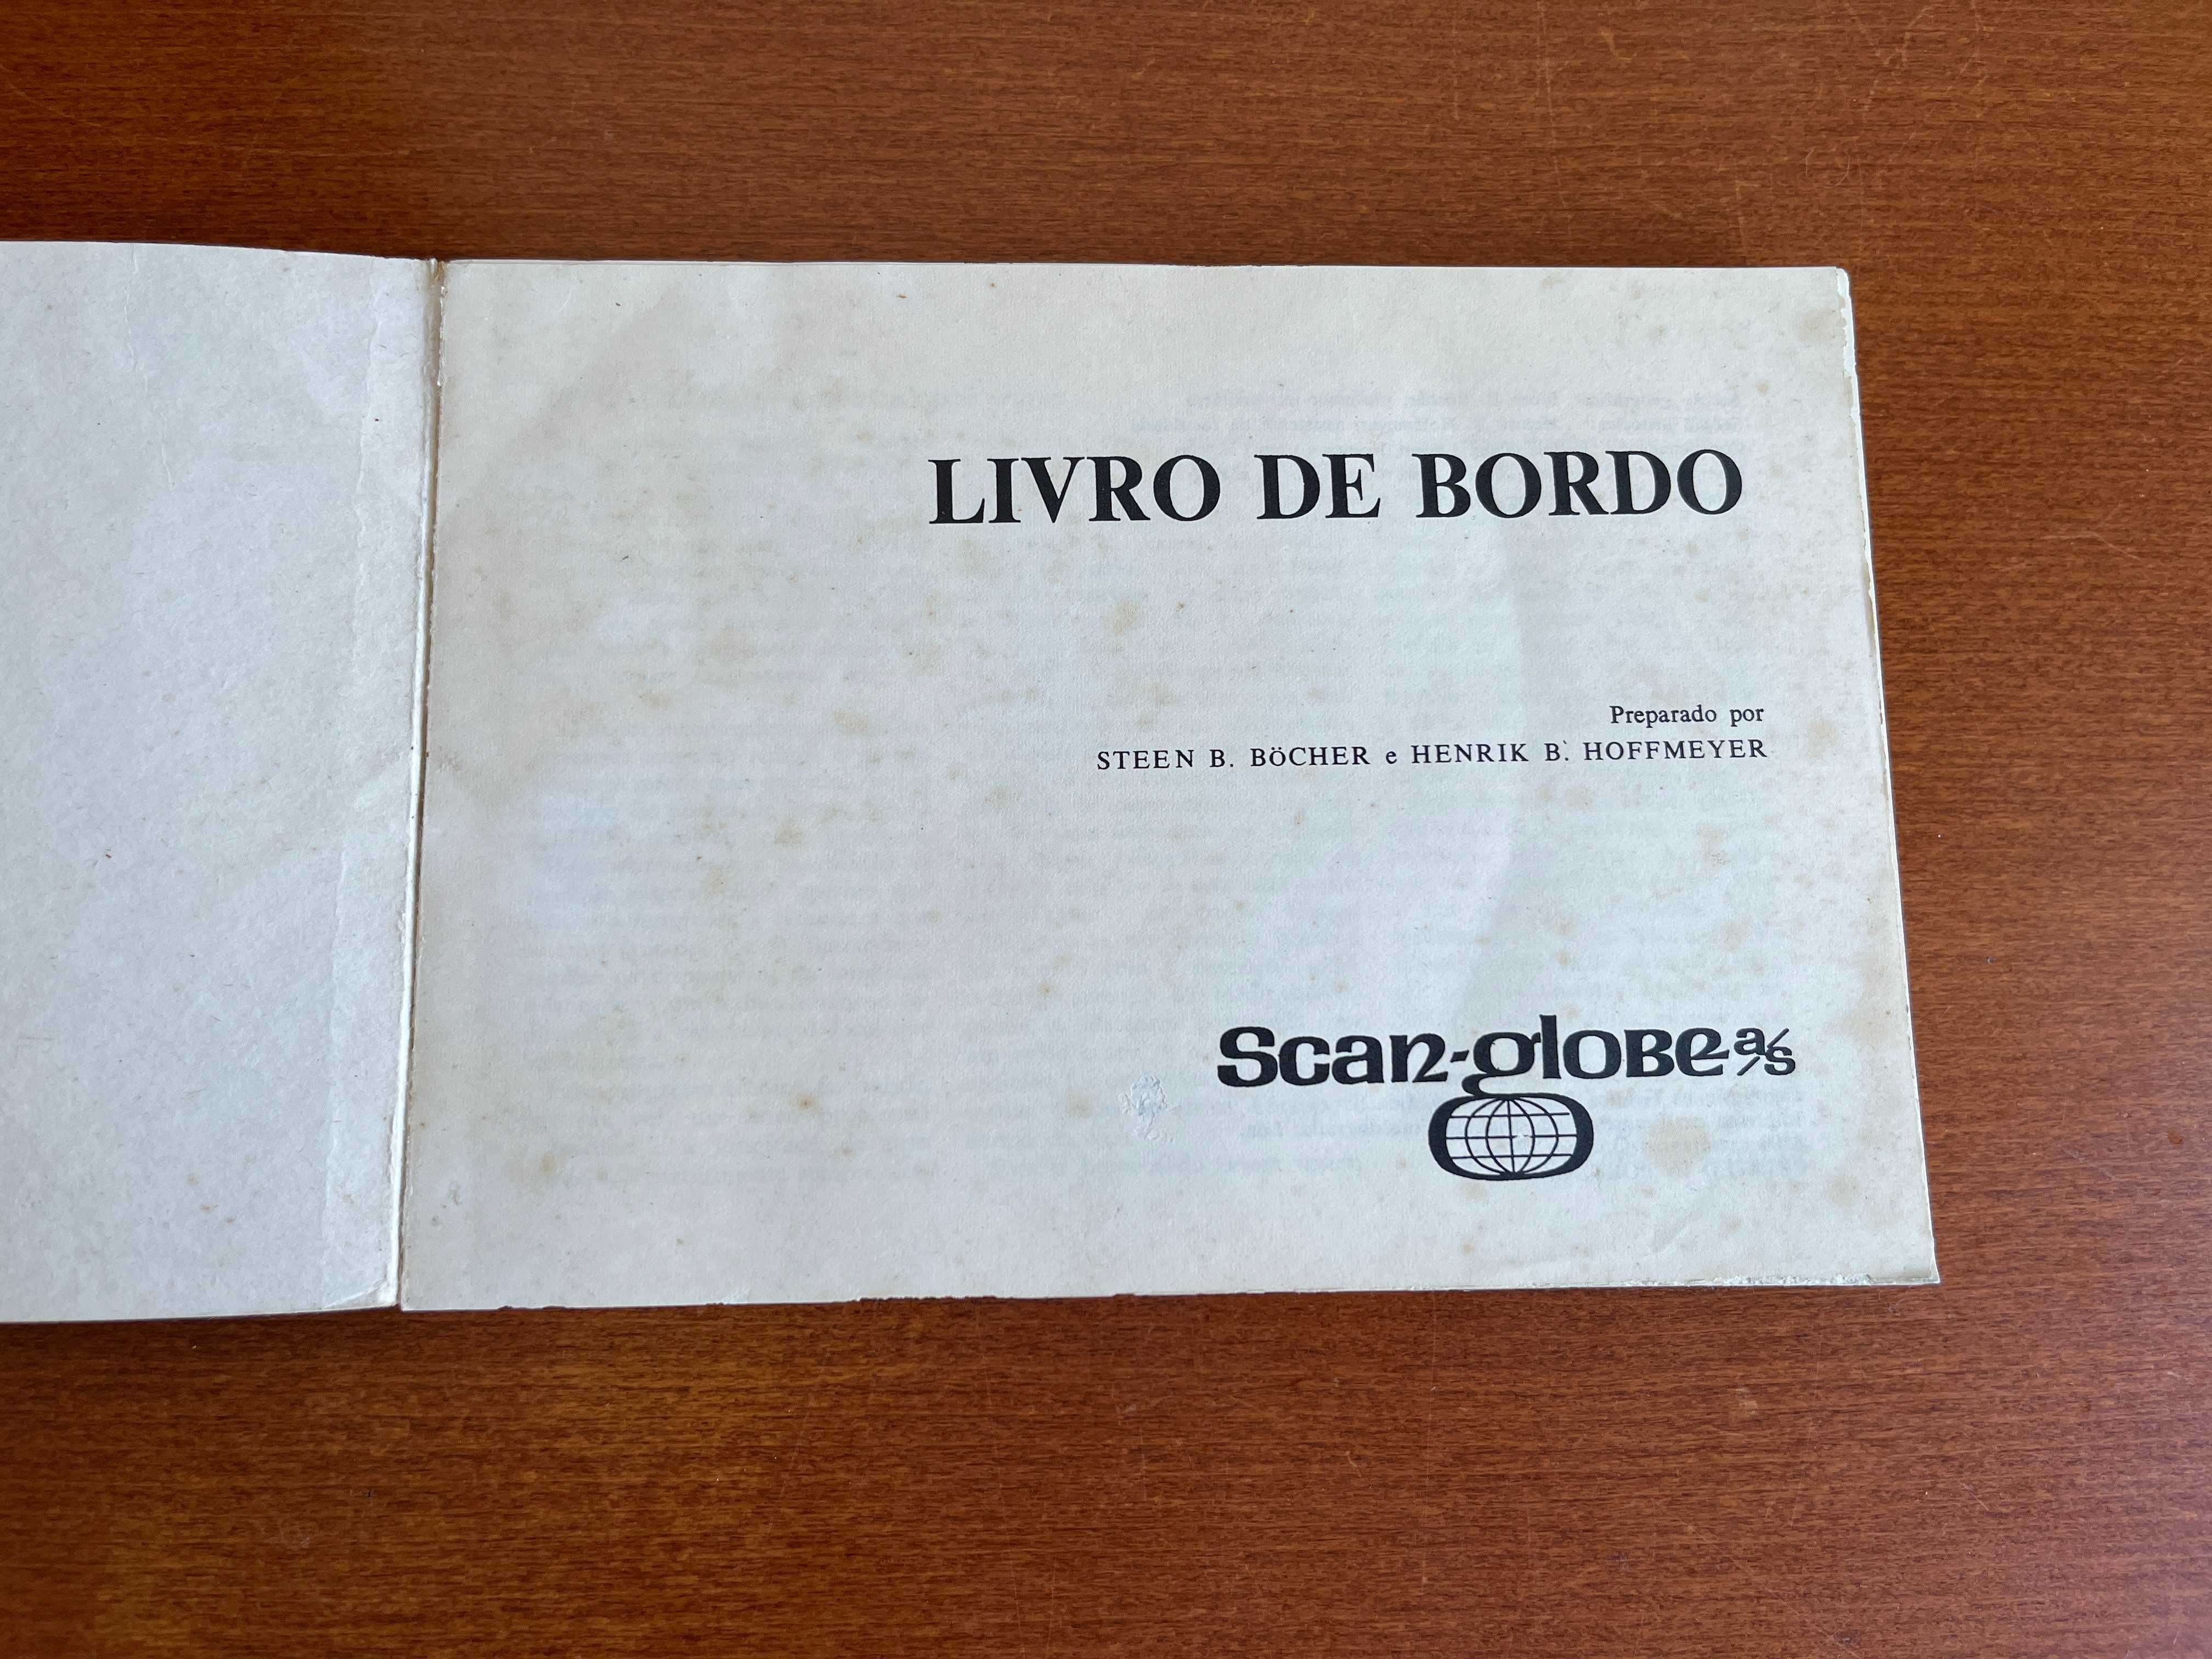 LIVRO DE BORDO
Preparado por
STEEN B. BÖCHER e HENRIK B. HOFFMEYER
Scan-globe a/s